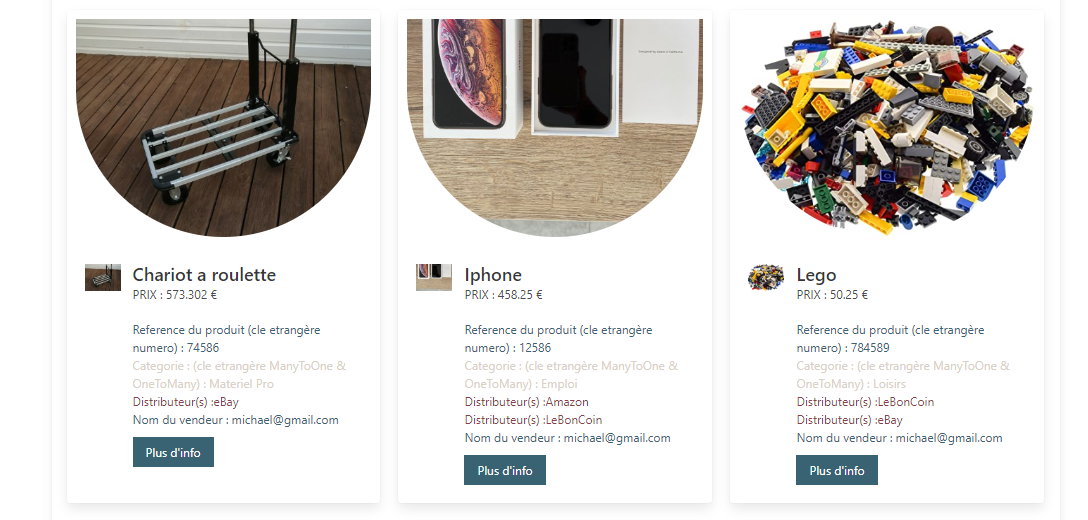 Chariot a roulette
PRIX : 573.302 €
Reference du produit (cle etrangère
numero) : 74586
Categorie : (cle etrangère ManyToOne &
OneToMany) : Materiel Pro
Distributeur(s) :eBay
Nom du vendeur : michael@gmail.com
Plus d'info
Iphone
PRIX : 458.25 €
Reference du produit (cle etrangère
numero) : 12586
Categorie : (cle etrangère ManyToOne &
OneToMany) : Emploi
Distributeur(s) :Amazon
Distributeur(s) :LeBonCoin
Nom du vendeur : michael@gmail.com
Plus d'info
Lego
PRIX : 50.25 €
Reference du produit (cle etrangère
numero) : 784589
Categorie : (cle etrangère ManyToOne &
OneToMany) : Loisirs
Distributeur(s) :LeBonCoin
Distributeur(s) :eBay
Nom du vendeur : michael@gmail.com
Plus d'info